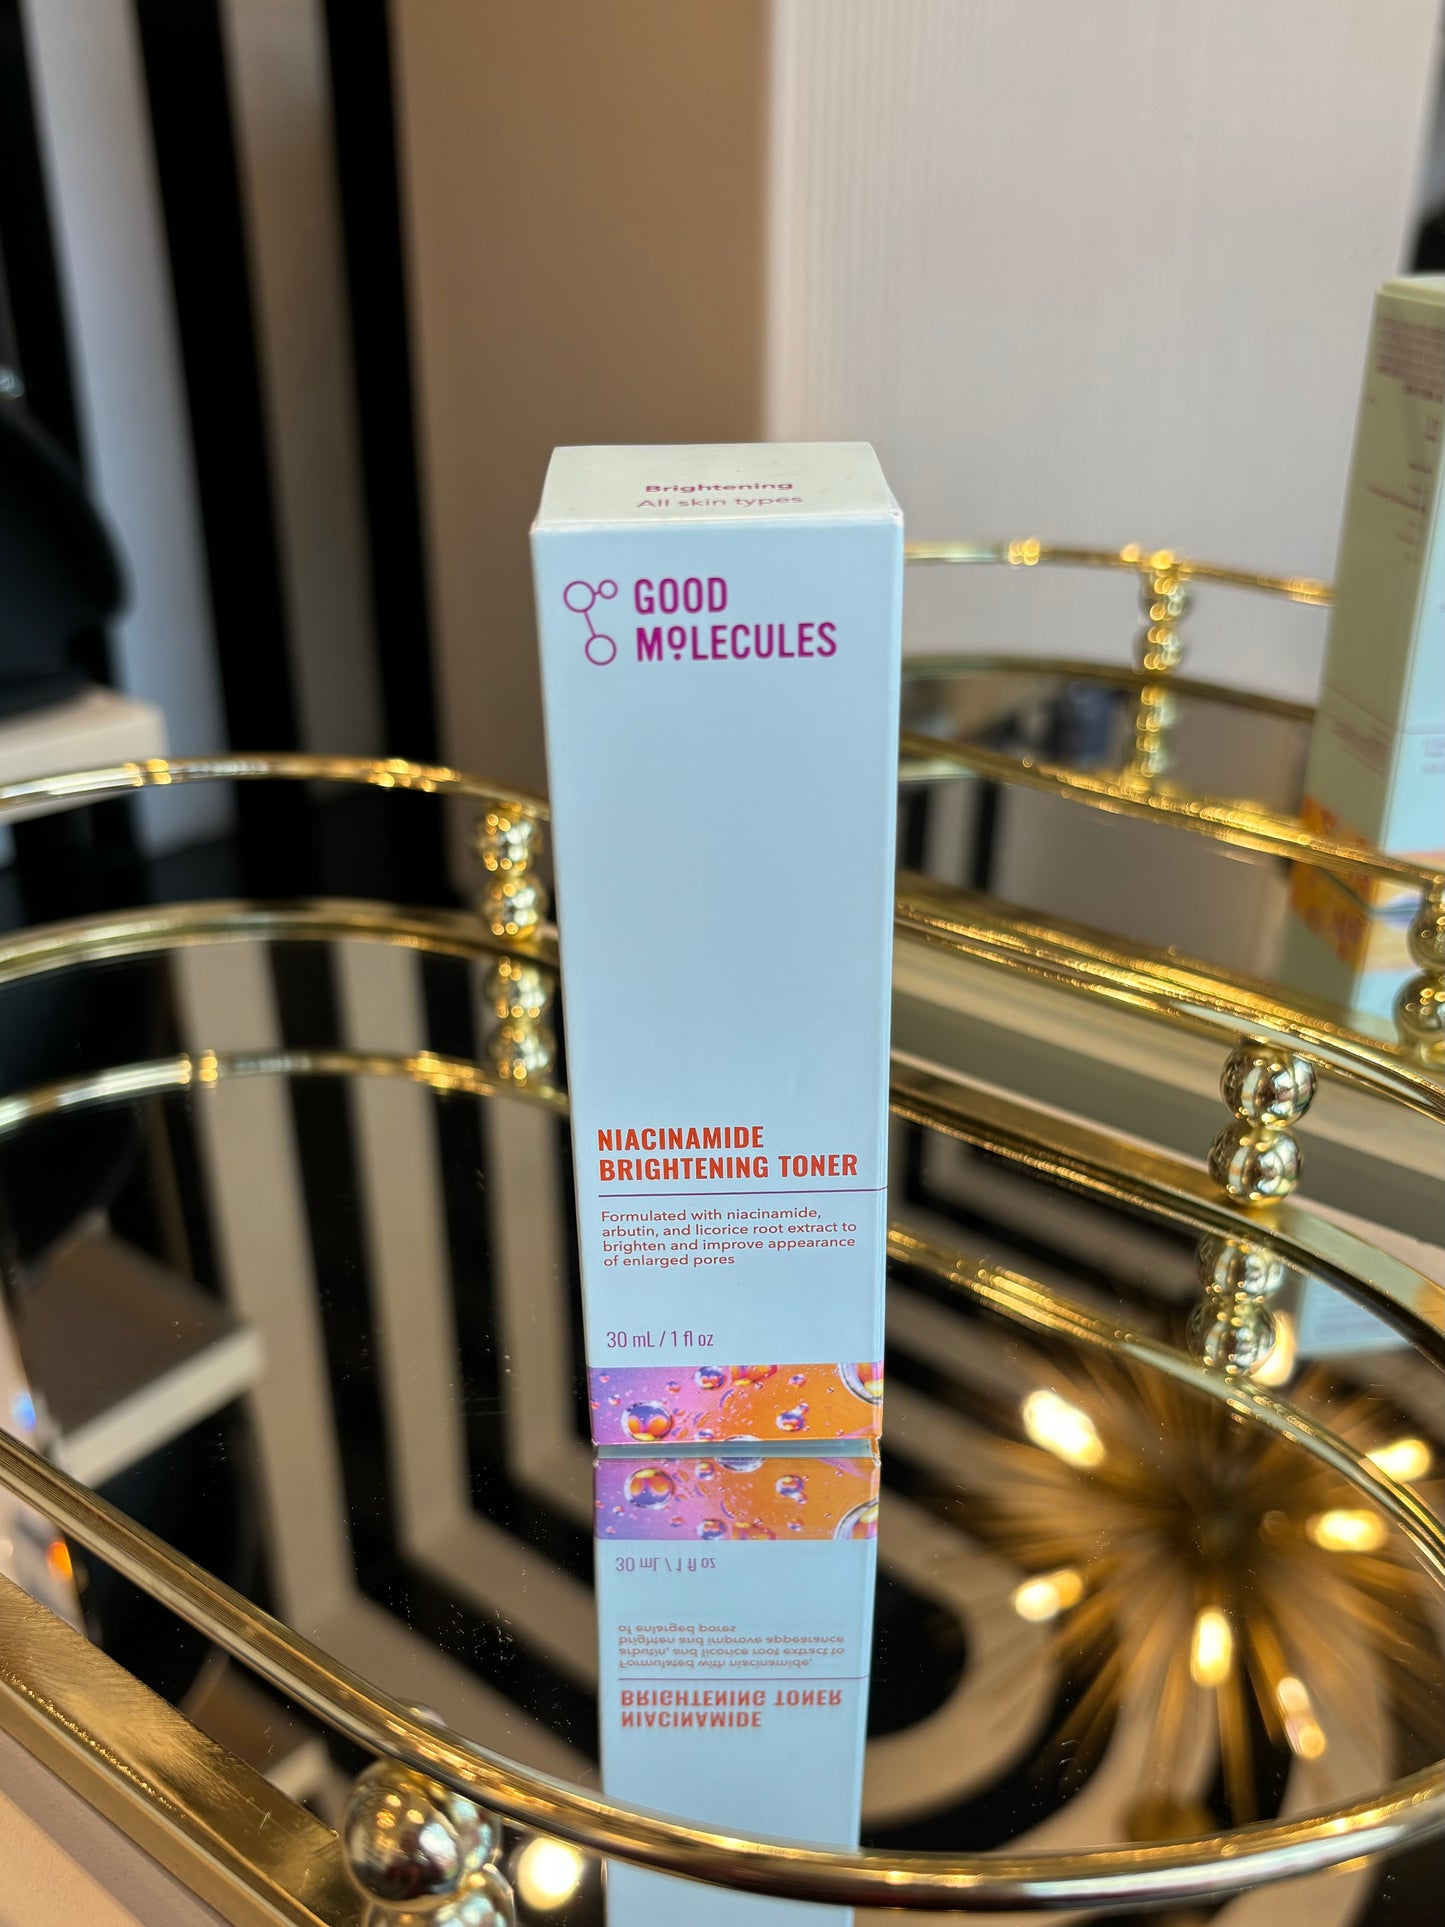 Brightening
All skin types
GOOD
MOLECULES
NIACINAMIDE
BRIGHTENING TONER
Formulated with niacinamide,
arbutin, and licorice root extract to
brighten and improve appearance
of enlarged pores
30 mL / 1 fl oz